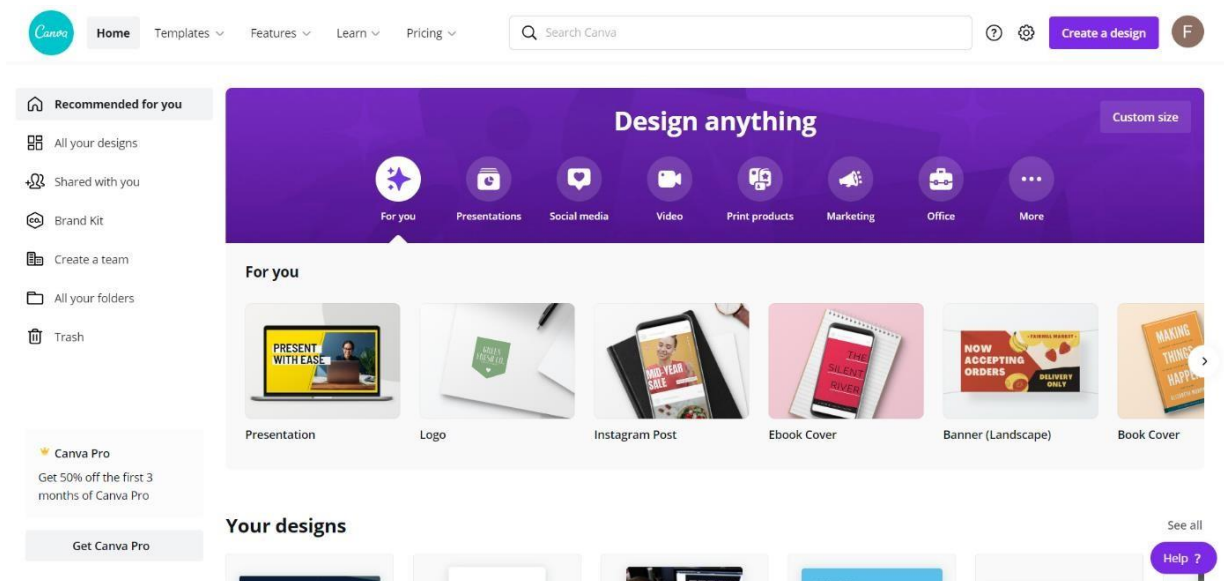 Canva
Home
Templates
Features
Learn
Pricing
Search Canva
Create a design
F
Recommended for you
All your designs
Shared with you
CO.
Brand Kit
Create a team
All your folders
Trash
Canva Pro
Get 50% off the first 3
months of Canva Pro
Get Canva Pro
Design anything
Custom size
For you
Presentations
Social media
Video
Print products
Marketing
Office
More
For you
PRESENT
WITH EASE
MID-YEAR
SALE
THE
SILENT
RIVER
NOW
ACCEPTING
ORDERS
DELIVERY
ONLY
MAKING
THINGS
HAPPEN
Presentation
Logo
Instagram Post
Ebook Cover
Banner (Landscape)
Book Cover
Your designs
See all
Help ?